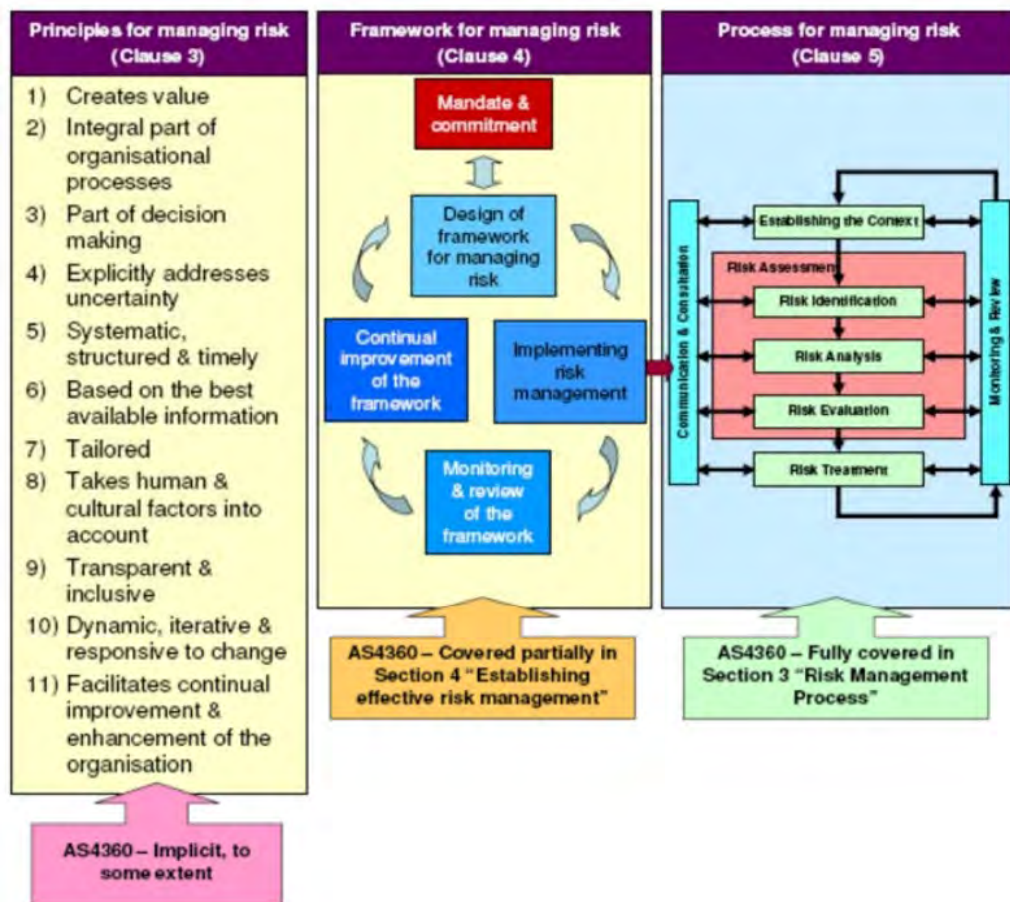 Principles for managing risk
(Clause 3)
1) Creates value
2) Integral part of
organisational
processes
3) Part of decision
making
4) Explicitly addresses
uncertainty
5) Systematic,
structured & timely
6) Based on the best
available information
7) Tailored
8) Takes human &
cultural factors into
account
9) Transparent &
inclusive
10) Dynamic, iterative &
responsive to change
11) Facilitates continual
improvement &
enhancement of the
organisation
AS4360 – Implicit, to
some extent
Framework for managing risk
(Clause 4)
Mandate &
commitment
Design of
framework
for managing
risk
Continual
improvement
of the
framework
Implementing
risk
management
Monitoring
& review
of the
framework
AS4360 – Covered partially in
Section 4 “Establishing
effective risk management”
Process for managing risk
(Clause 5)
Communication & Consultation
Establishing the Context
Risk Assessment
Risk Identification
Risk Analysis
Risk Evaluation
Risk Treatment
Monitoring & Review
AS4360 – Fully covered in
Section 3 “Risk Management
Process”